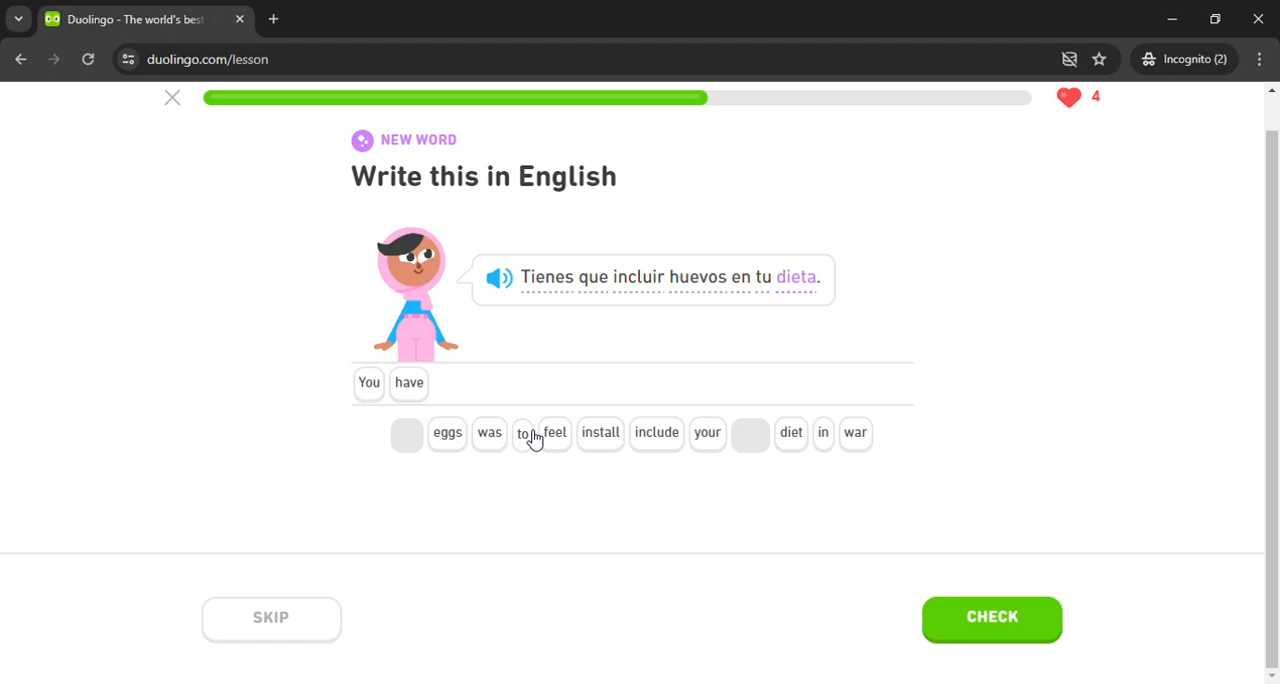 Duolingo - The world's best
duolingo.com/lesson
Incognito (2)
4
NEW WORD
Write this in English
Tienes que incluir huevos en tu dieta.
You have
eggs was to feel install include your diet in war
SKIP
CHECK